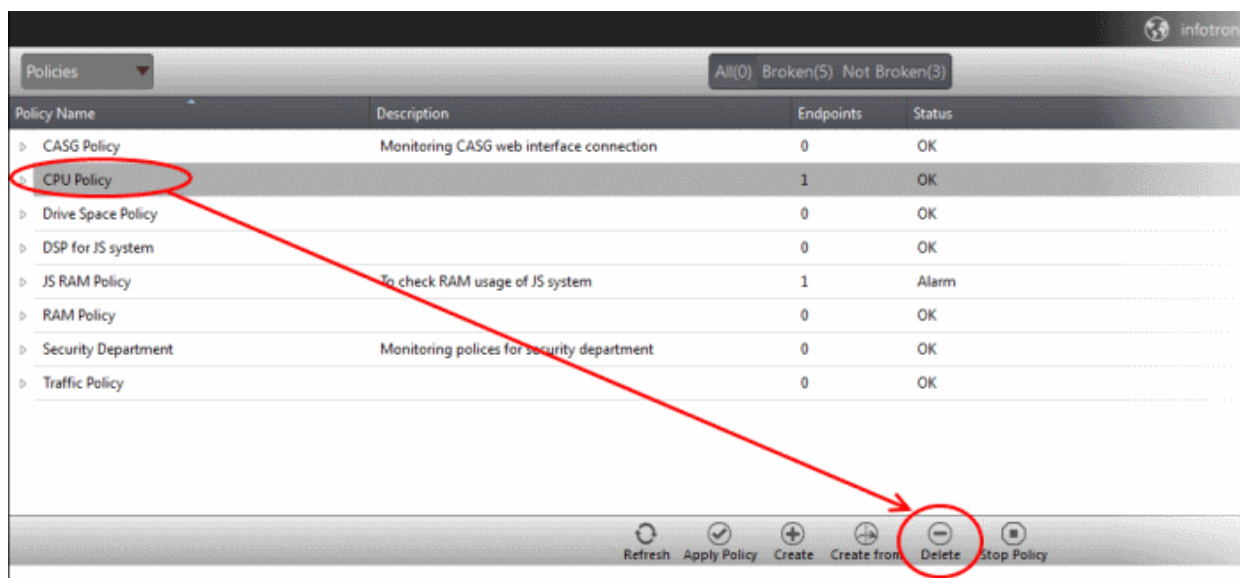 infotron
Policies All(0) Broken(5) Not Broken(3)
Policy Name Description Endpoints Status
CASG Policy Monitoring CASG web interface connection 0 OK
CPU Policy 1 OK
Drive Space Policy 0 OK
DSP for JS system 0 OK
JS RAM Policy To check RAM usage of JS system 1 Alarm
RAM Policy 0 OK
Security Department Monitoring polices for security department 0 OK
Traffic Policy 0 OK
Refresh Apply Policy Create Create from Delete Stop Policy